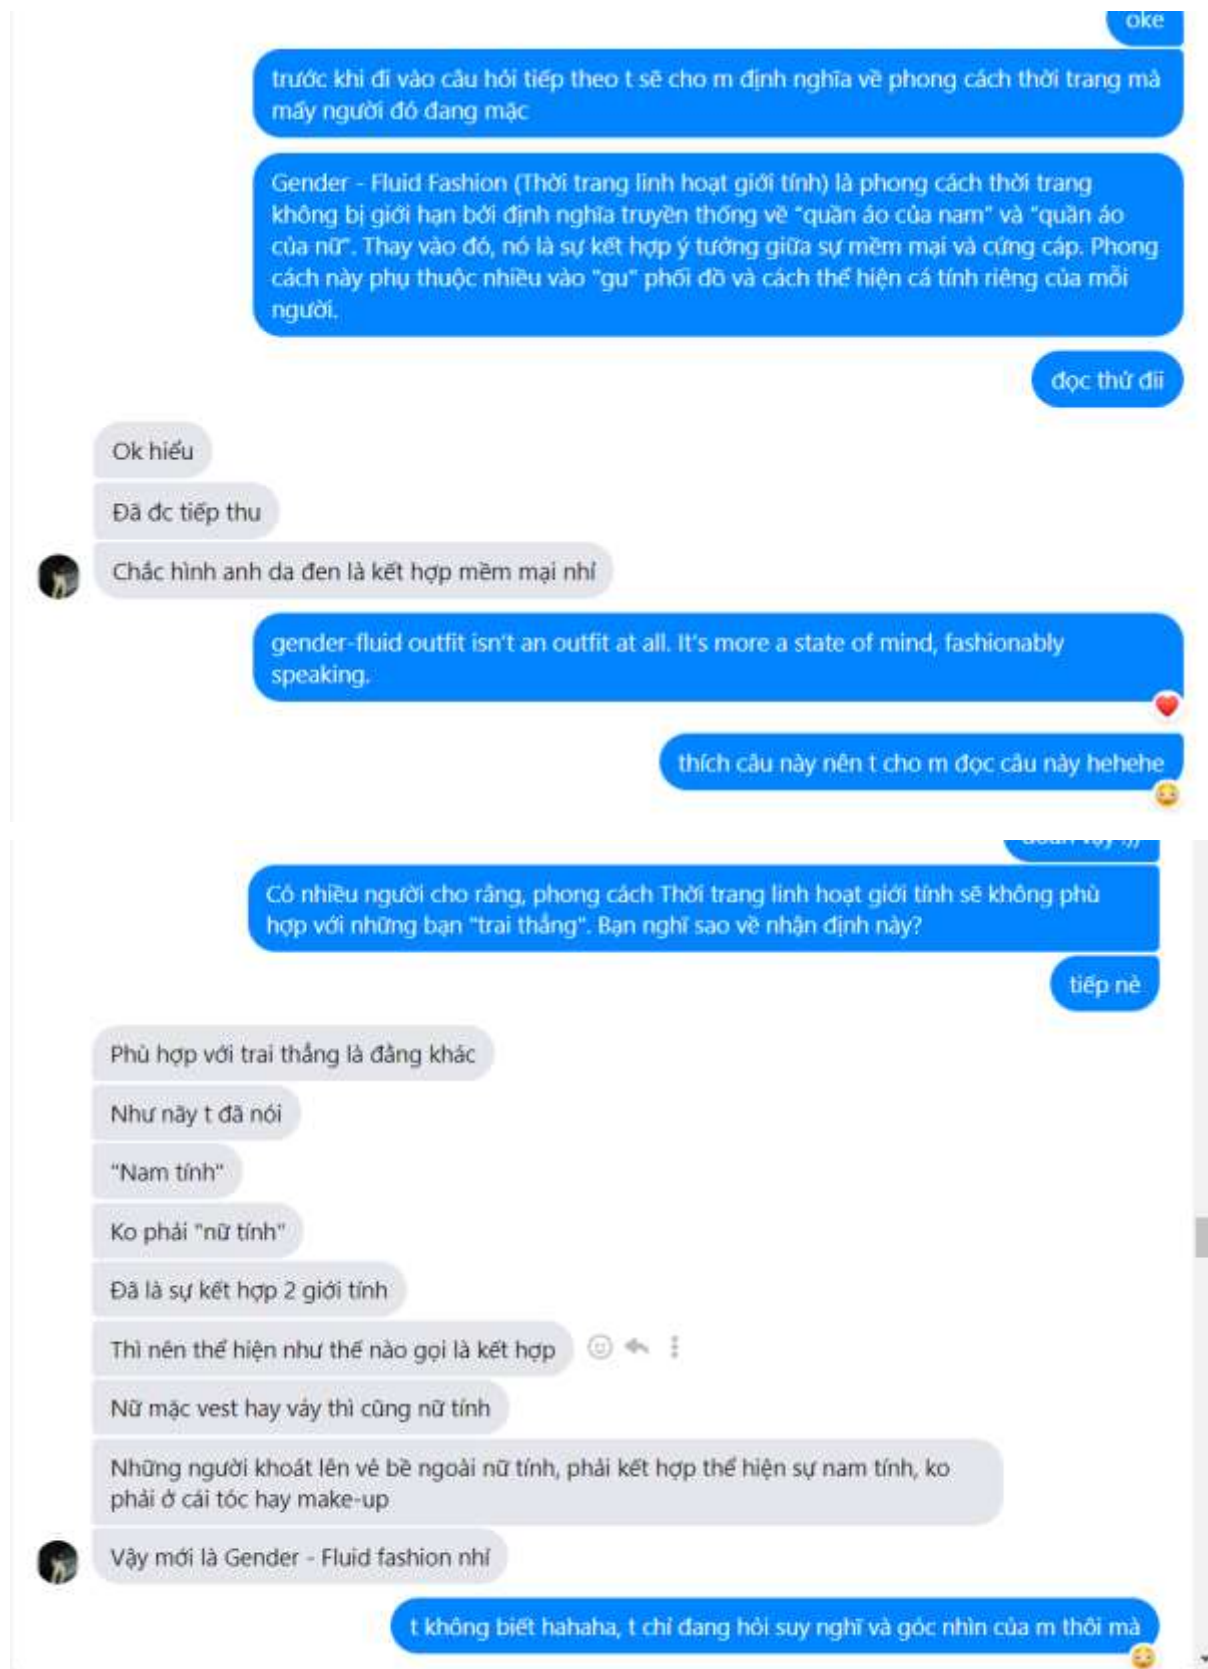 oke
trước khi đi vào câu hỏi tiếp theo t sẽ cho m định nghĩa về phong cách thời trang mà
mấy người đó đang mặc
Gender - Fluid Fashion (Thời trang linh hoạt giới tính) là phong cách thời trang
không bị giới hạn bởi định nghĩa truyền thống về "quần áo của nam" và "quần áo
của nữ". Thay vào đó, nó là sự kết hợp ý tưởng giữa sự mềm mại và cứng cáp. Phong
cách này phụ thuộc nhiều vào "gu" phối đồ và cách thể hiện cá tính riêng của mỗi
người.
đọc thử đii
Ok hiểu
Đã đc tiếp thu
Chắc hình anh da đen là kết hợp mềm mại nhỉ
gender-fluid outfit isn't an outfit at all. It's more a state of mind, fashionably
speaking.
thích câu này nên t cho m đọc câu này hehehe
Có nhiều người cho rằng, phong cách Thời trang linh hoạt giới tính sẽ không phù
hợp với những bạn "trai thẳng". Bạn nghĩ sao về nhận định này?
tiếp nè
Phù hợp với trai thẳng là đằng khác
Như nãy t đã nói
"Nam tính"
Ko phải "nữ tính"
Đã là sự kết hợp 2 giới tính
Thì nên thể hiện như thế nào gọi là kết hợp
Nữ mặc vest hay váy thì cũng nữ tính
Những người khoát lên vẻ bề ngoài nữ tính, phải kết hợp thể hiện sự nam tính, ko
phải ở cái tóc hay make-up
Vậy mới là Gender - Fluid fashion nhỉ
t không biết hahaha, t chỉ đang hỏi suy nghĩ và góc nhìn của m thôi mà